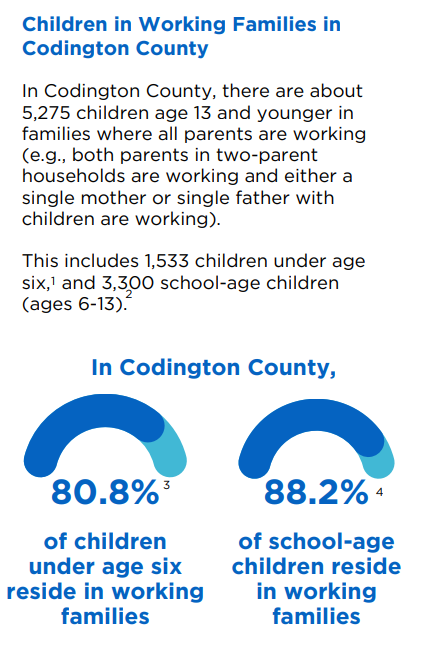 Children in Working Families in
Codington County
In Codington County, there are about
5,275 children age 13 and younger in
families where all parents are working
(e.g., both parents in two-parent
households are working and either a
single mother or single father with
children are working).
This includes 1,533 children under age
six,¹ and 3,300 school-age children
(ages 6-13).²
In Codington County,
80.8% ³
of children
under age six
reside in working
families
88.2% ⁴
of school-age
children reside
in working
families